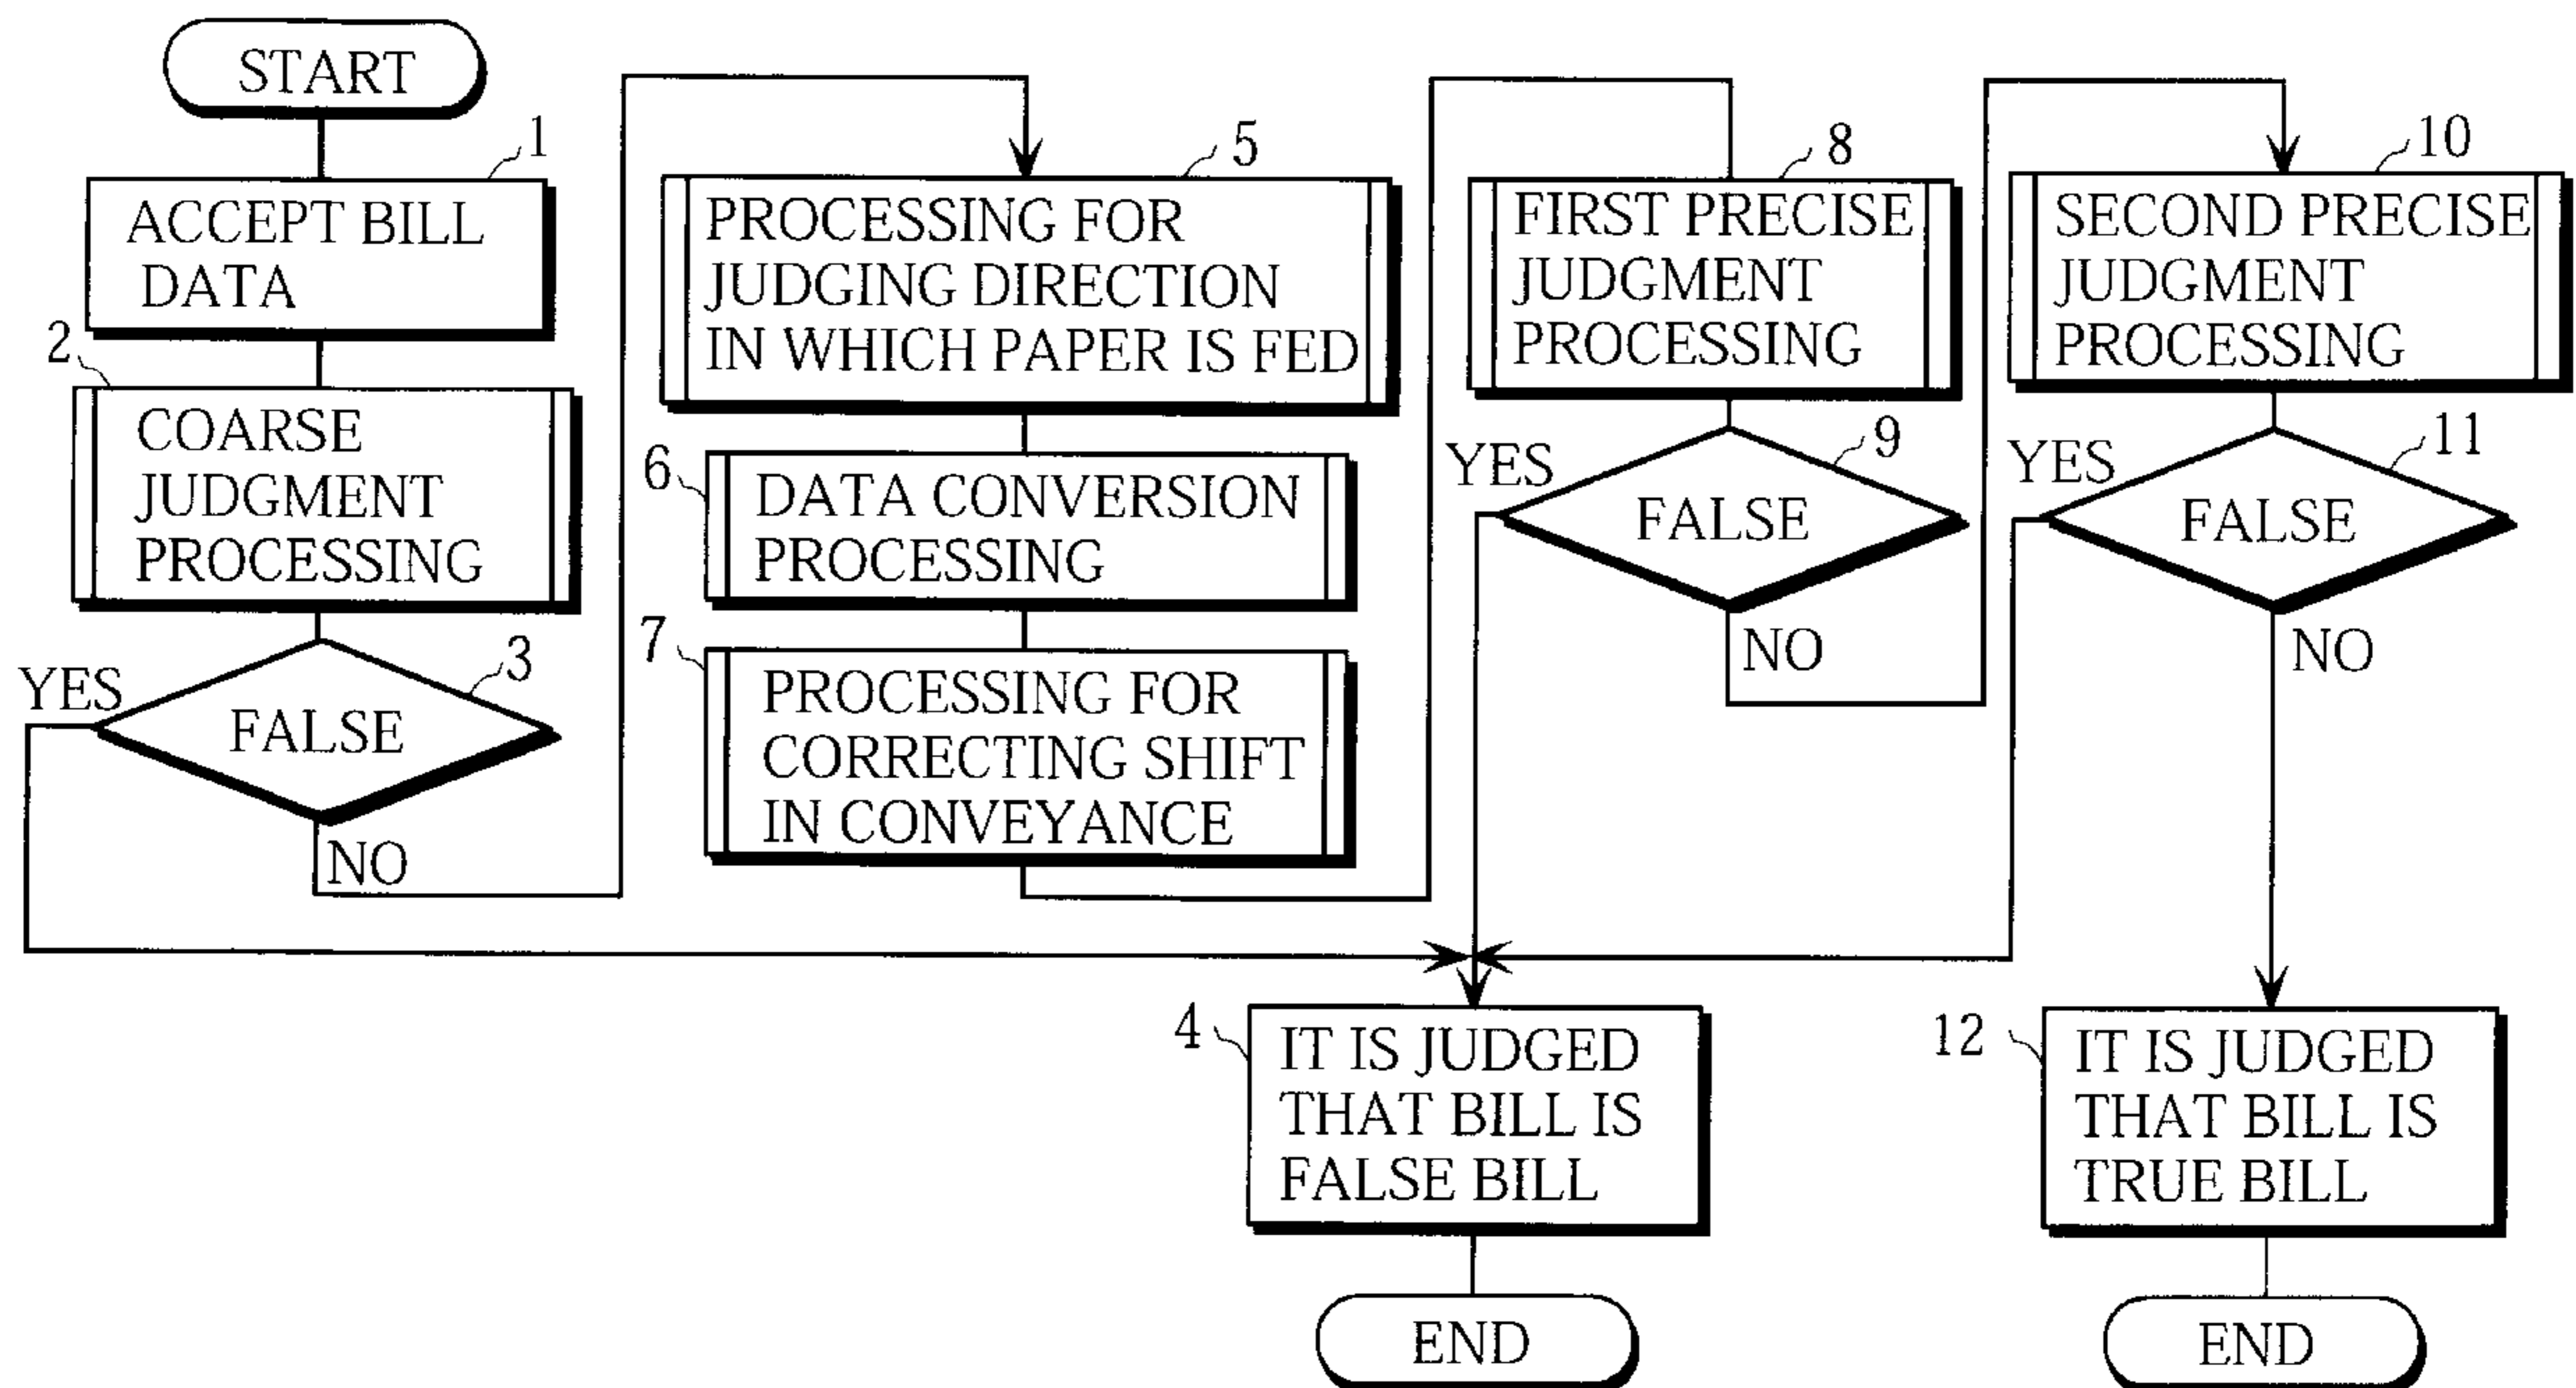 START
1
ACCEPT BILL
DATA
2
COARSE
JUDGMENT
PROCESSING
3
YES
FALSE
NO
5
PROCESSING FOR
JUDGING DIRECTION
IN WHICH PAPER IS FED
6
DATA CONVERSION
PROCESSING
7
PROCESSING FOR
CORRECTING SHIFT
IN CONVEYANCE
8
FIRST PRECISE
JUDGMENT
PROCESSING
9
YES
FALSE
NO
10
SECOND PRECISE
JUDGMENT
PROCESSING
11
YES
FALSE
NO
4
IT IS JUDGED
THAT BILL IS
FALSE BILL
END
12
IT IS JUDGED
THAT BILL IS
TRUE BILL
END